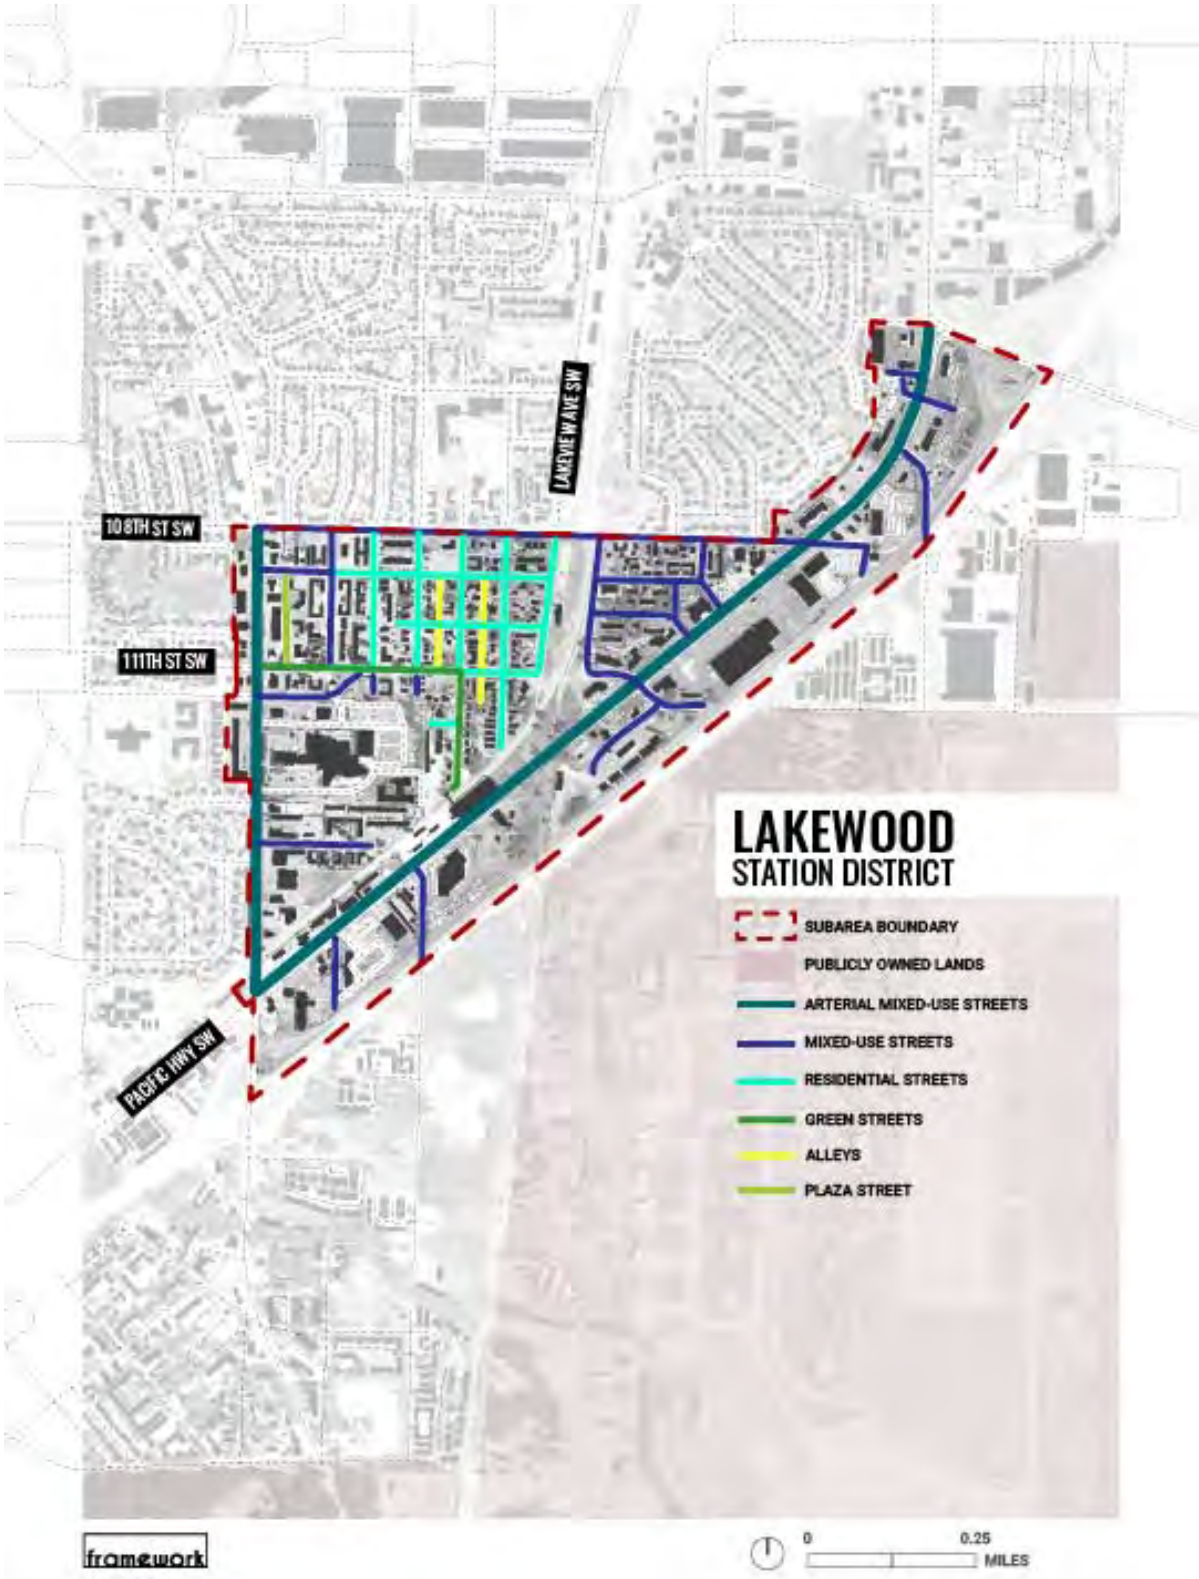 LAKEVIEW AVE SW
108TH ST SW
111TH ST SW
PACIFIC HWY SW
LAKEWOOD
STATION DISTRICT
SUBAREA BOUNDARY
PUBLICLY OWNED LANDS
ARTERIAL MIXED-USE STREETS
MIXED-USE STREETS
RESIDENTIAL STREETS
GREEN STREETS
ALLEYS
PLAZA STREET
framework
0 0.25
MILES